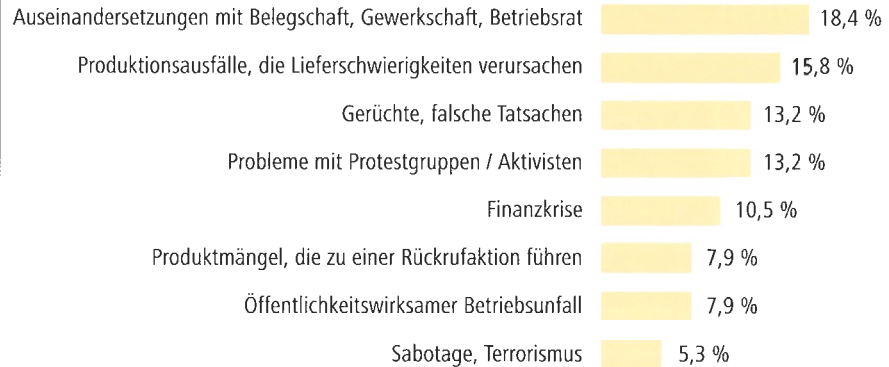 Auseinandersetzungen mit Belegschaft, Gewerkschaft, Betriebsrat 18,4 %
Produktionsausfälle, die Lieferschwierigkeiten verursachen 15,8 %
Gerüchte, falsche Tatsachen 13,2 %
Probleme mit Protestgruppen / Aktivisten 13,2 %
Finanzkrise 10,5 %
Produktmängel, die zu einer Rückrufaktion führen 7,9 %
Öffentlichkeitswirksamer Betriebsunfall 7,9 %
Sabotage, Terrorismus 5,3 %